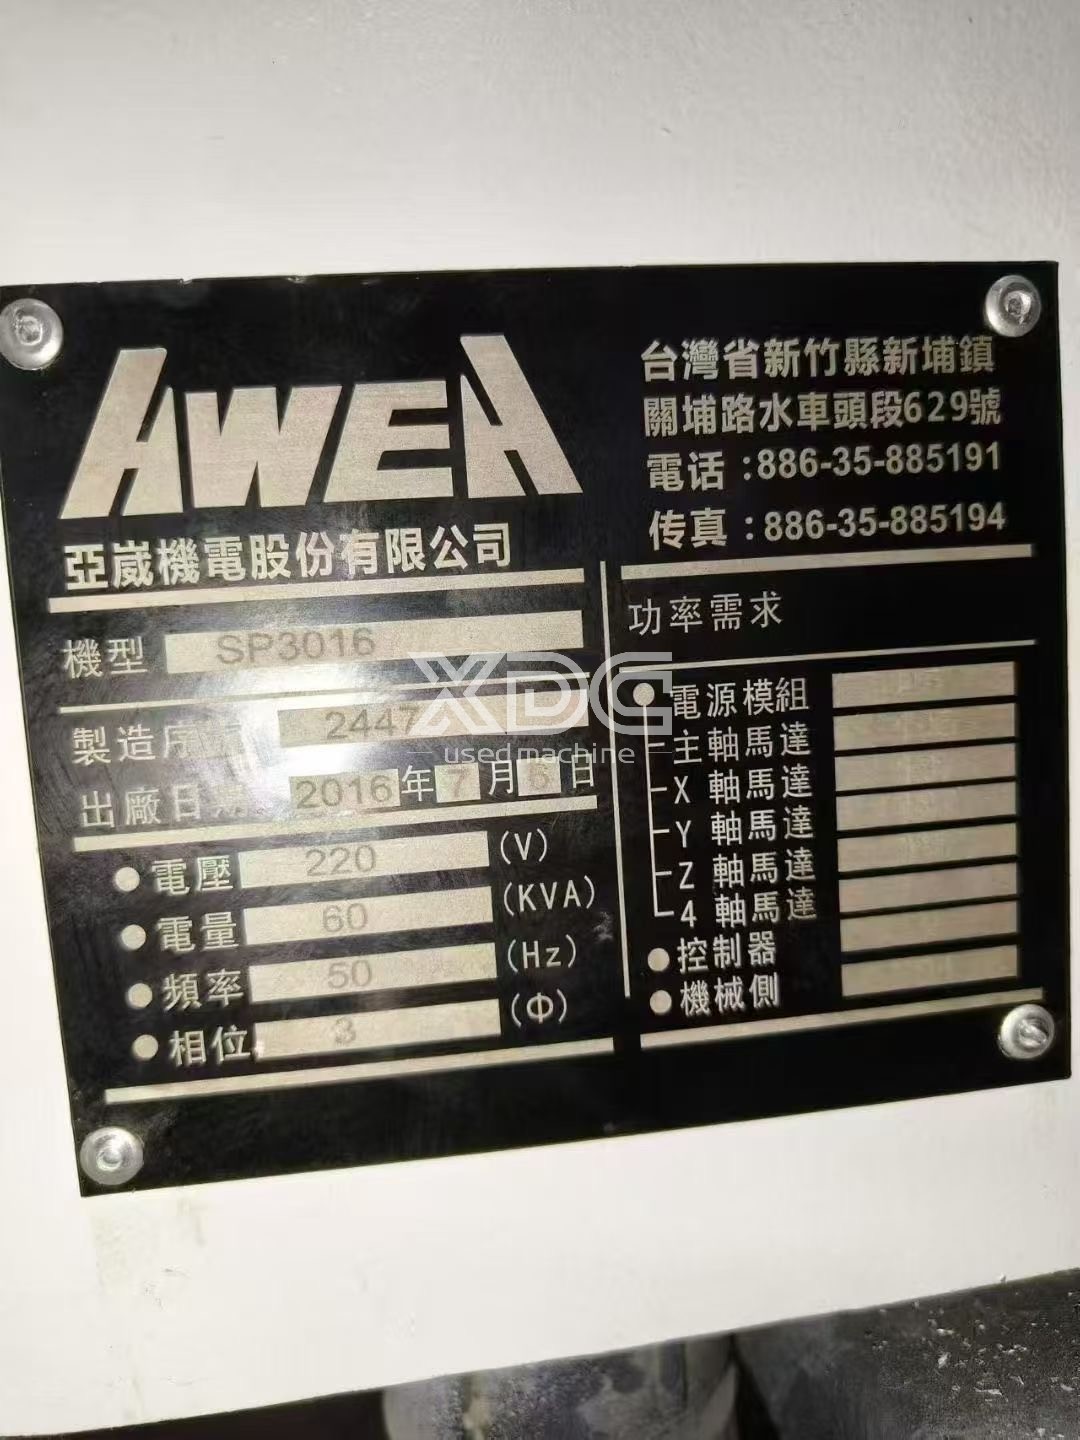 AWEA
亞崴機電股份有限公司
台灣省新竹縣新埔鎮
關埔路水車頭段629號
電话:886-35-885191
传真:886-35-885194
機型 SP3016
製造序 2447
出廠日期 2016年7月6日
電壓 220 (V)
電量 60 (KVA)
頻率 50 (Hz)
相位 3 (Φ)
功率需求
電源模組
主軸馬達
X 軸馬達
Y 軸馬達
Z 軸馬達
4 軸馬達
控制器
機械側
XDG
used machine